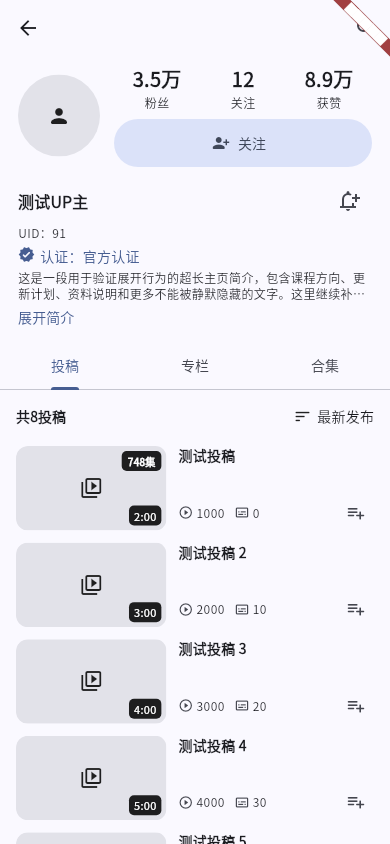 3.5万 12 8.9万
粉丝 关注 获赞
关注
测试UP主
UID：91
认证：官方认证
这是一段用于验证展开行为的超长主页简介，包含课程方向、更
新计划、资料说明和更多不能被静默隐藏的文字。这里继续补…
展开简介
投稿 专栏 合集
共8投稿 最新发布
748集
2:00
测试投稿
1000 0
3:00
测试投稿 2
2000 10
4:00
测试投稿 3
3000 20
5:00
测试投稿 4
4000 30
测试投稿 5